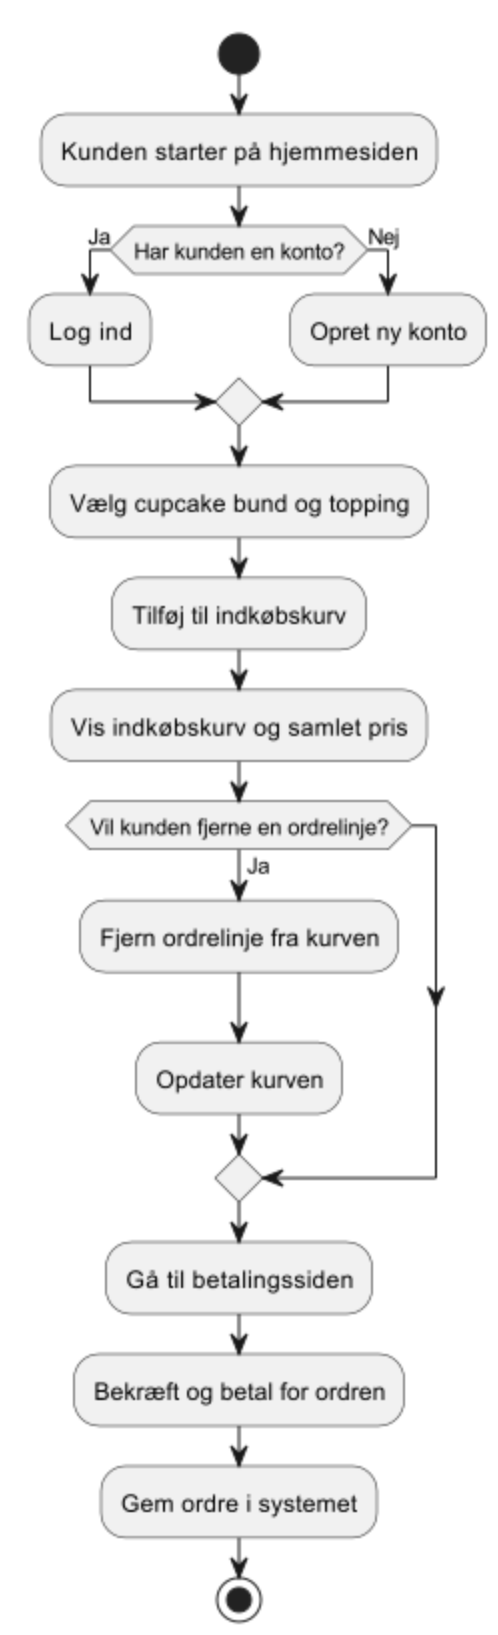 Kunden starter på hjemmesiden
Ja
Har kunden en konto?
Nej
Log ind
Opret ny konto
Vælg cupcake bund og topping
Tilføj til indkøbskurv
Vis indkøbskurv og samlet pris
Vil kunden fjerne en ordrelinje?
Ja
Fjern ordrelinje fra kurven
Opdater kurven
Gå til betalingssiden
Bekræft og betal for ordren
Gem ordre i systemet